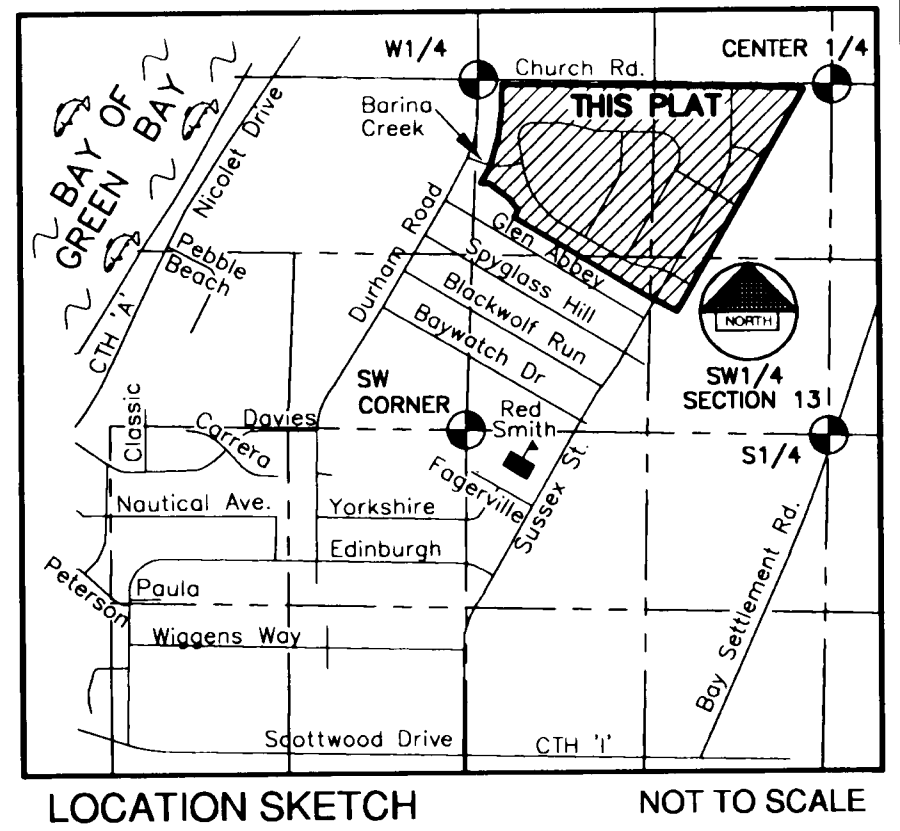 W1/4
CENTER 1/4
Church Rd.
THIS PLAT
Barina
Creek
BAY OF
GREEN BAY
Nicolet Drive
Durham Road
Pebble
Beach
CTH 'A'
Glen Abbey
Spyglass Hill
Blackwolf Run
Baywatch Dr
NORTH
SW1/4
SECTION 13
SW
CORNER
Red
Smith
S1/4
Classic
Carrera
Davies
Fagerville
Sussex St.
Nautical Ave.
Yorkshire
Edinburgh
Peterson
Paula
Wiggens Way
Bay Settlement Rd.
Scottwood Drive
CTH 'I'
LOCATION SKETCH
NOT TO SCALE